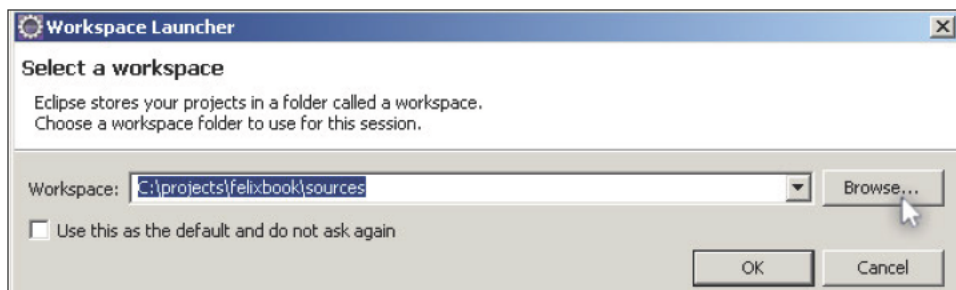 Workspace Launcher
Select a workspace
Eclipse stores your projects in a folder called a workspace.
Choose a workspace folder to use for this session.
Workspace: C:\projects\felixbook\sources Browse...
Use this as the default and do not ask again
OK Cancel